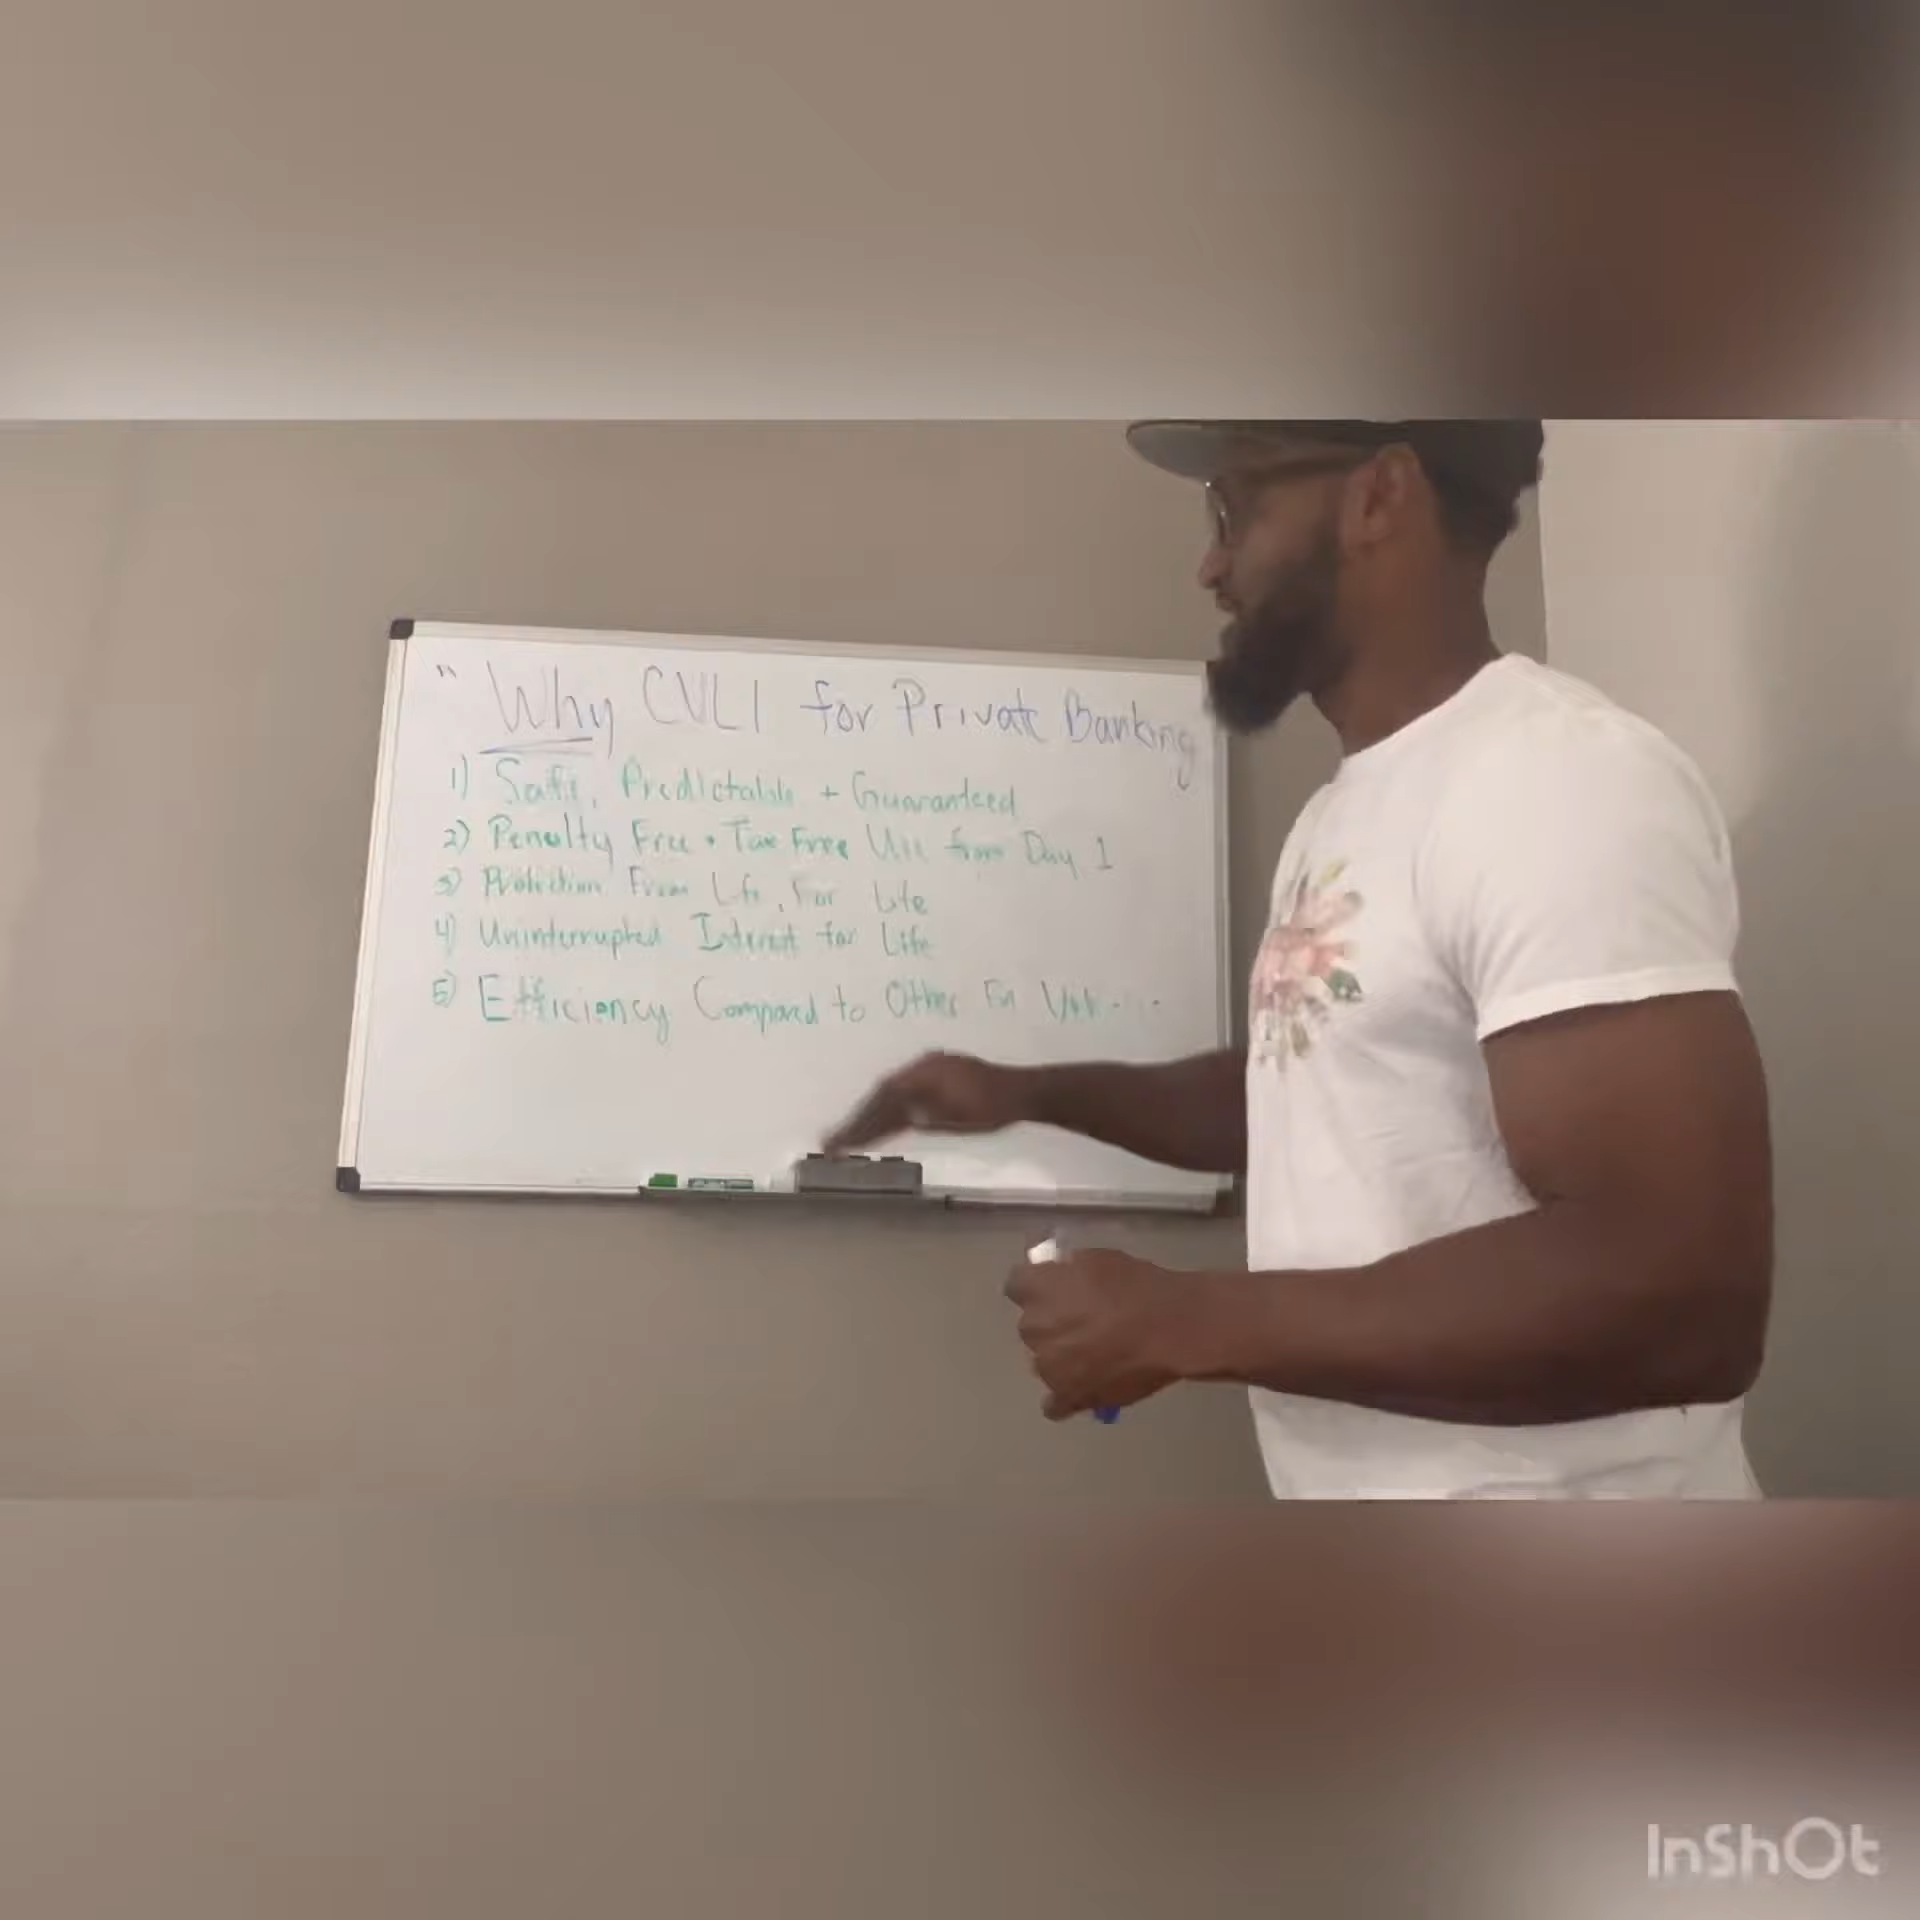 " Why CVLI for Private Banking
1) Safe, Predictable + Guaranteed
2) Penalty Free + Tax Free Use from Day 1
3) Protection From Life, For Life
4) Uninterrupted Interest for Life
5) Efficiency Compared to Other Fin
InShOt